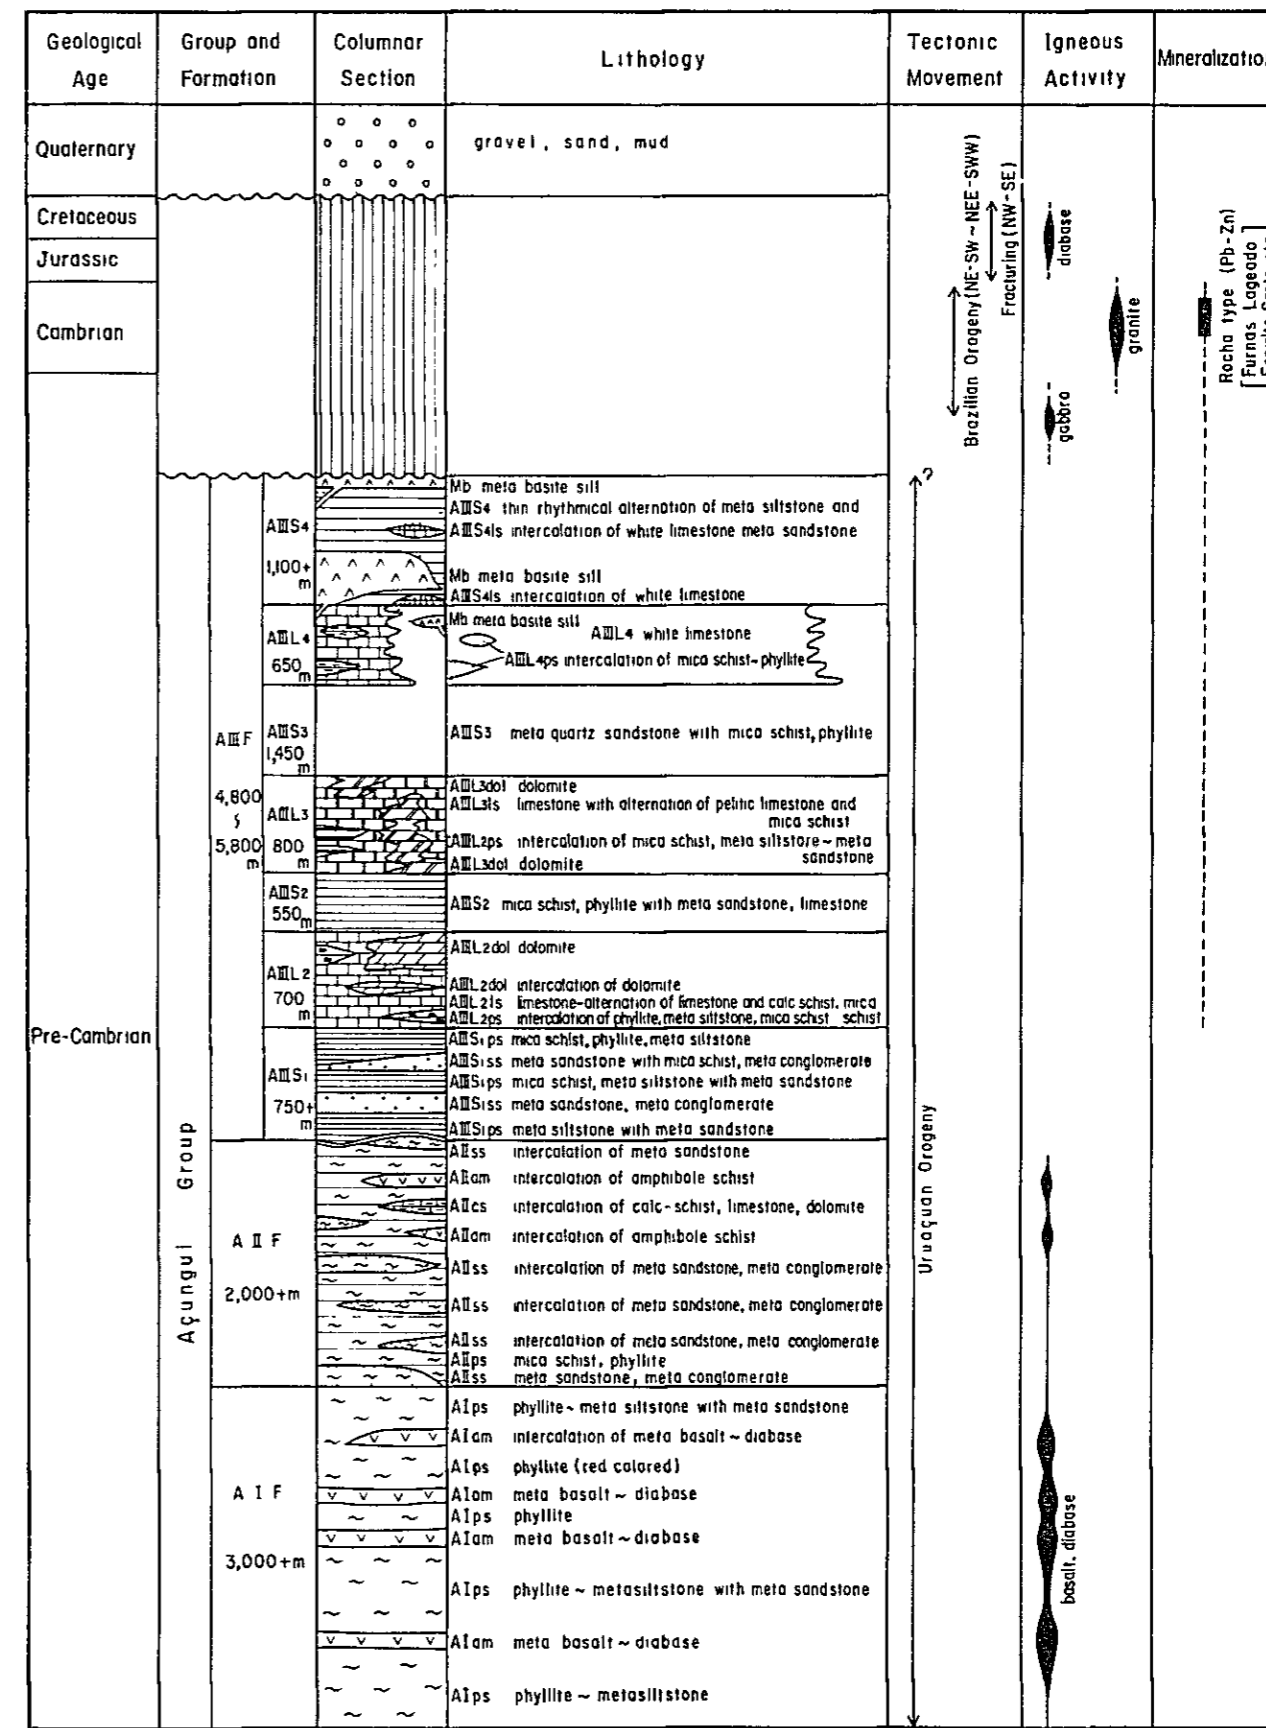 Geological Age
Group and Formation
Columnar Section
Lithology
Tectonic Movement
Igneous Activity
Mineralizatio
Quaternary
gravel, sand, mud
Cretaceous
Jurassic
Cambrian
Pre-Cambrian
Brazilian Orogeny (NE-SW ~ NEE-SWW)
Fracturing (NW-SE)
diabase
granite
gabbro
Rocha type (Pb-Zn)
[Furnas Lageado
Açungui Group
AⅢF
4,800
~
5,800
m
AⅢS4
1,100+
m
Mb meta basite sill
AⅢS4 thin rhythmical alternation of meta siltstone and
AⅢS4ls intercalation of white limestone meta sandstone
Mb meta basite sill
AⅢS4ls intercalation of white limestone
AⅢL4
650
m
Mb meta basite sill
AⅢL4 white limestone
AⅢL4ps intercalation of mica schist~phyllite
AⅢS3
1,450
m
AⅢS3 meta quartz sandstone with mica schist, phyllite
AⅢL3
800
m
AⅢL3dol dolomite
AⅢL3ls limestone with alternation of pelitic limestone and
mica schist
AⅢL2ps intercalation of mica schist, meta siltstore ~ meta
sandstone
AⅢL3dol dolomite
AⅢS2
550
m
AⅢS2 mica schist, phyllite with meta sandstone, limestone
AⅢL2
700
m
AⅢL2dol dolomite
AⅢL2dol intercalation of dolomite
AⅢL2ls limestone-alternation of limestone and calc schist, mica
AⅢL2ps intercalation of phyllite, meta siltstone, mica schist schist
AⅢS1
750+
m
AⅢS1ps mica schist, phyllite, meta siltstone
AⅢS1ss meta sandstone with mica schist, meta conglomerate
AⅢS1ps mica schist, meta siltstone with meta sandstone
AⅢS1ss meta sandstone, meta conglomerate
AⅢS1ps meta siltstone with meta sandstone
AⅡF
2,000+m
AⅡss intercalation of meta sandstone
AⅡam intercalation of amphibole schist
AⅡcs intercalation of calc-schist, limestone, dolomite
AⅡam intercalation of amphibole schist
AⅡss intercalation of meta sandstone, meta conglomerate
AⅡss intercalation of meta sandstone, meta conglomerate
AⅡss intercalation of meta sandstone, meta conglomerate
AⅡps mica schist, phyllite
AⅡss meta sandstone, meta conglomerate
AⅠF
3,000+m
AⅠps phyllite ~ meta siltstone with meta sandstone
AⅠam intercalation of meta basalt ~ diabase
AⅠps phyllite (red colored)
AⅠam meta basalt ~ diabase
AⅠps phyllite
AⅠam meta basalt ~ diabase
AⅠps phyllite ~ metasiltstone with meta sandstone
AⅠam meta basalt ~ diabase
AⅠps phyllite ~ metasiltstone
?
Uruaçuan Orogeny
basalt, diabase